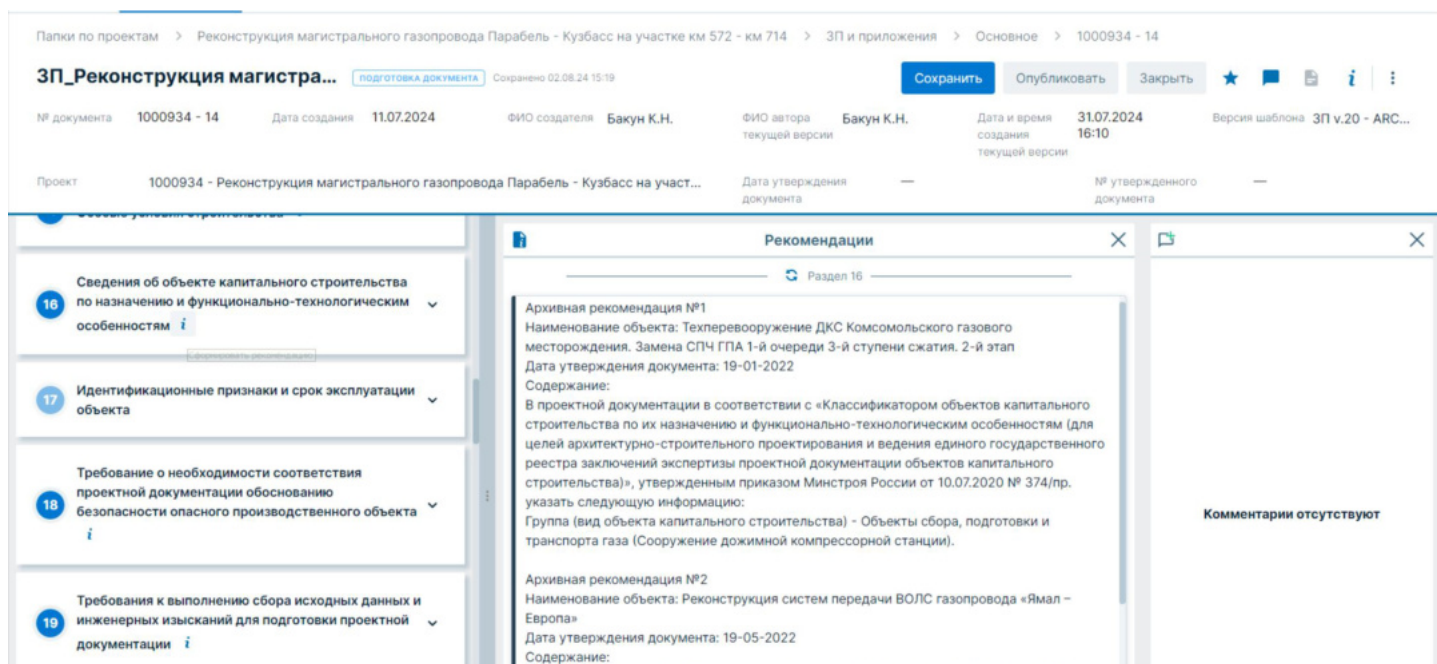 Папки по проектам > Реконструкция магистрального газопровода Парабель - Кузбасс на участке км 572 - км 714 > ЗП и приложения > Основное > 1000934 - 14
ЗП_Реконструкция магистра... ПОДГОТОВКА ДОКУМЕНТА Сохранено 02.08.24 15:19 Сохранить Опубликовать Закрыть
№ документа 1000934 - 14 Дата создания 11.07.2024 ФИО создателя Бакун К.Н. ФИО автора текущей версии Бакун К.Н. Дата и время создания текущей версии 31.07.2024 16:10 Версия шаблона ЗП v.20 - ARC...
Проект 1000934 - Реконструкция магистрального газопровода Парабель - Кузбасс на участ... Дата утверждения документа — № утвержденного документа —
Особые условия строительства
16 Сведения об объекте капитального строительства
по назначению и функционально-технологическим
особенностям i
Сформировать рекомендацию
17 Идентификационные признаки и срок эксплуатации
объекта
18 Требование о необходимости соответствия
проектной документации обоснованию
безопасности опасного производственного объекта
i
19 Требования к выполнению сбора исходных данных и
инженерных изысканий для подготовки проектной
документации i
Рекомендации
Раздел 16
Архивная рекомендация №1
Наименование объекта: Техперевооружение ДКС Комсомольского газового
месторождения. Замена СПЧ ГПА 1-й очереди 3-й ступени сжатия. 2-й этап
Дата утверждения документа: 19-01-2022
Содержание:
В проектной документации в соответствии с «Классификатором объектов капитального
строительства по их назначению и функционально-технологическим особенностям (для
целей архитектурно-строительного проектирования и ведения единого государственного
реестра заключений экспертизы проектной документации объектов капитального
строительства)», утвержденным приказом Минстроя России от 10.07.2020 № 374/пр.
указать следующую информацию:
Группа (вид объекта капитального строительства) - Объекты сбора, подготовки и
транспорта газа (Сооружение дожимной компрессорной станции).
Архивная рекомендация №2
Наименование объекта: Реконструкция систем передачи ВОЛС газопровода «Ямал –
Европа»
Дата утверждения документа: 19-05-2022
Содержание:
Комментарии отсутствуют